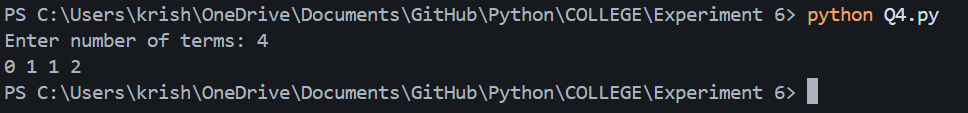 PS C:\Users\krish\OneDrive\Documents\GitHub\Python\COLLEGE\Experiment 6> python Q4.py
Enter number of terms: 4
0 1 1 2
PS C:\Users\krish\OneDrive\Documents\GitHub\Python\COLLEGE\Experiment 6>